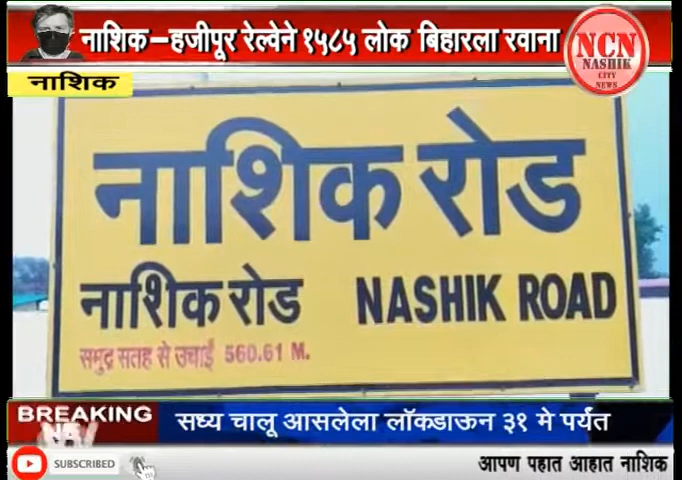 नाशिक-हजीपूर रेल्वेने १५८५ लोक बिहारला रवाना
NCN
NASHIK
CITY
NEWS
नाशिक
नाशिक रोड
नाशिक रोड NASHIK ROAD
समुद्र सतह से उचाई 560.61 M.
BREAKING
सध्य चालू आसलेला लॉकडाऊन ३१ मे पर्यंत
SUBSCRIBED
आपण पहात आहात नाशिक